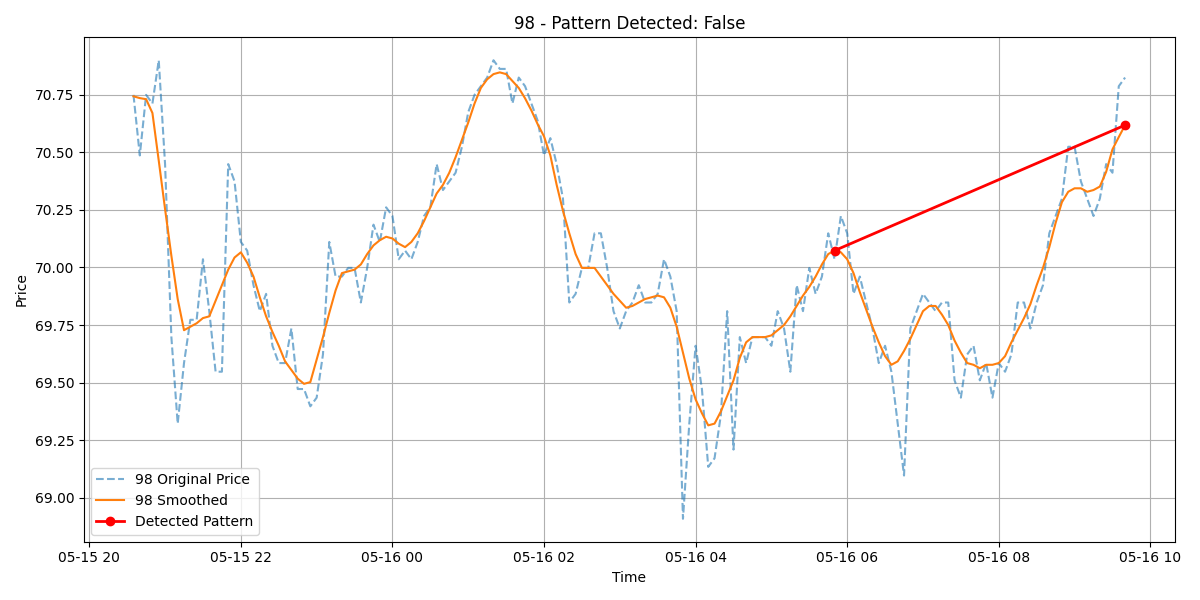 98 - Pattern Detected: False
Price
70.75
70.50
70.25
70.00
69.75
69.50
69.25
69.00
98 Original Price
98 Smoothed
Detected Pattern
05-15 20
05-15 22
05-16 00
05-16 02
05-16 04
05-16 06
05-16 08
05-16 10
Time